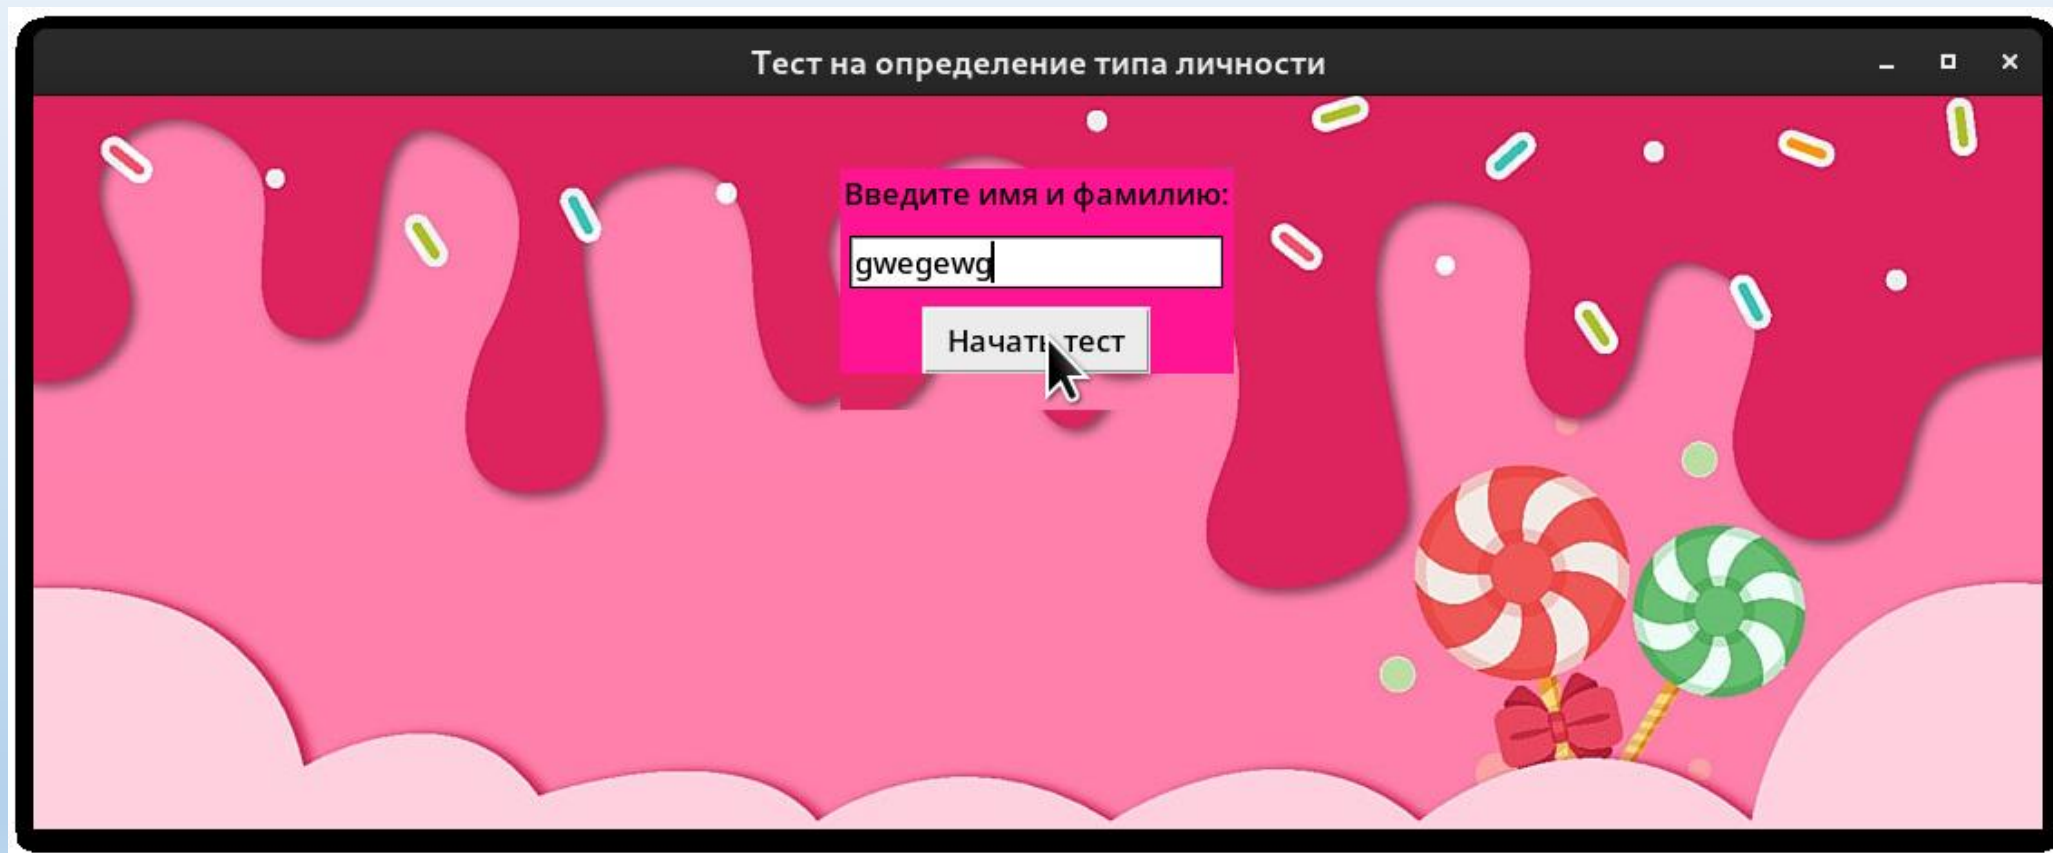 Тест на определение типа личности
Введите имя и фамилию:
gwegewg
Начать тест